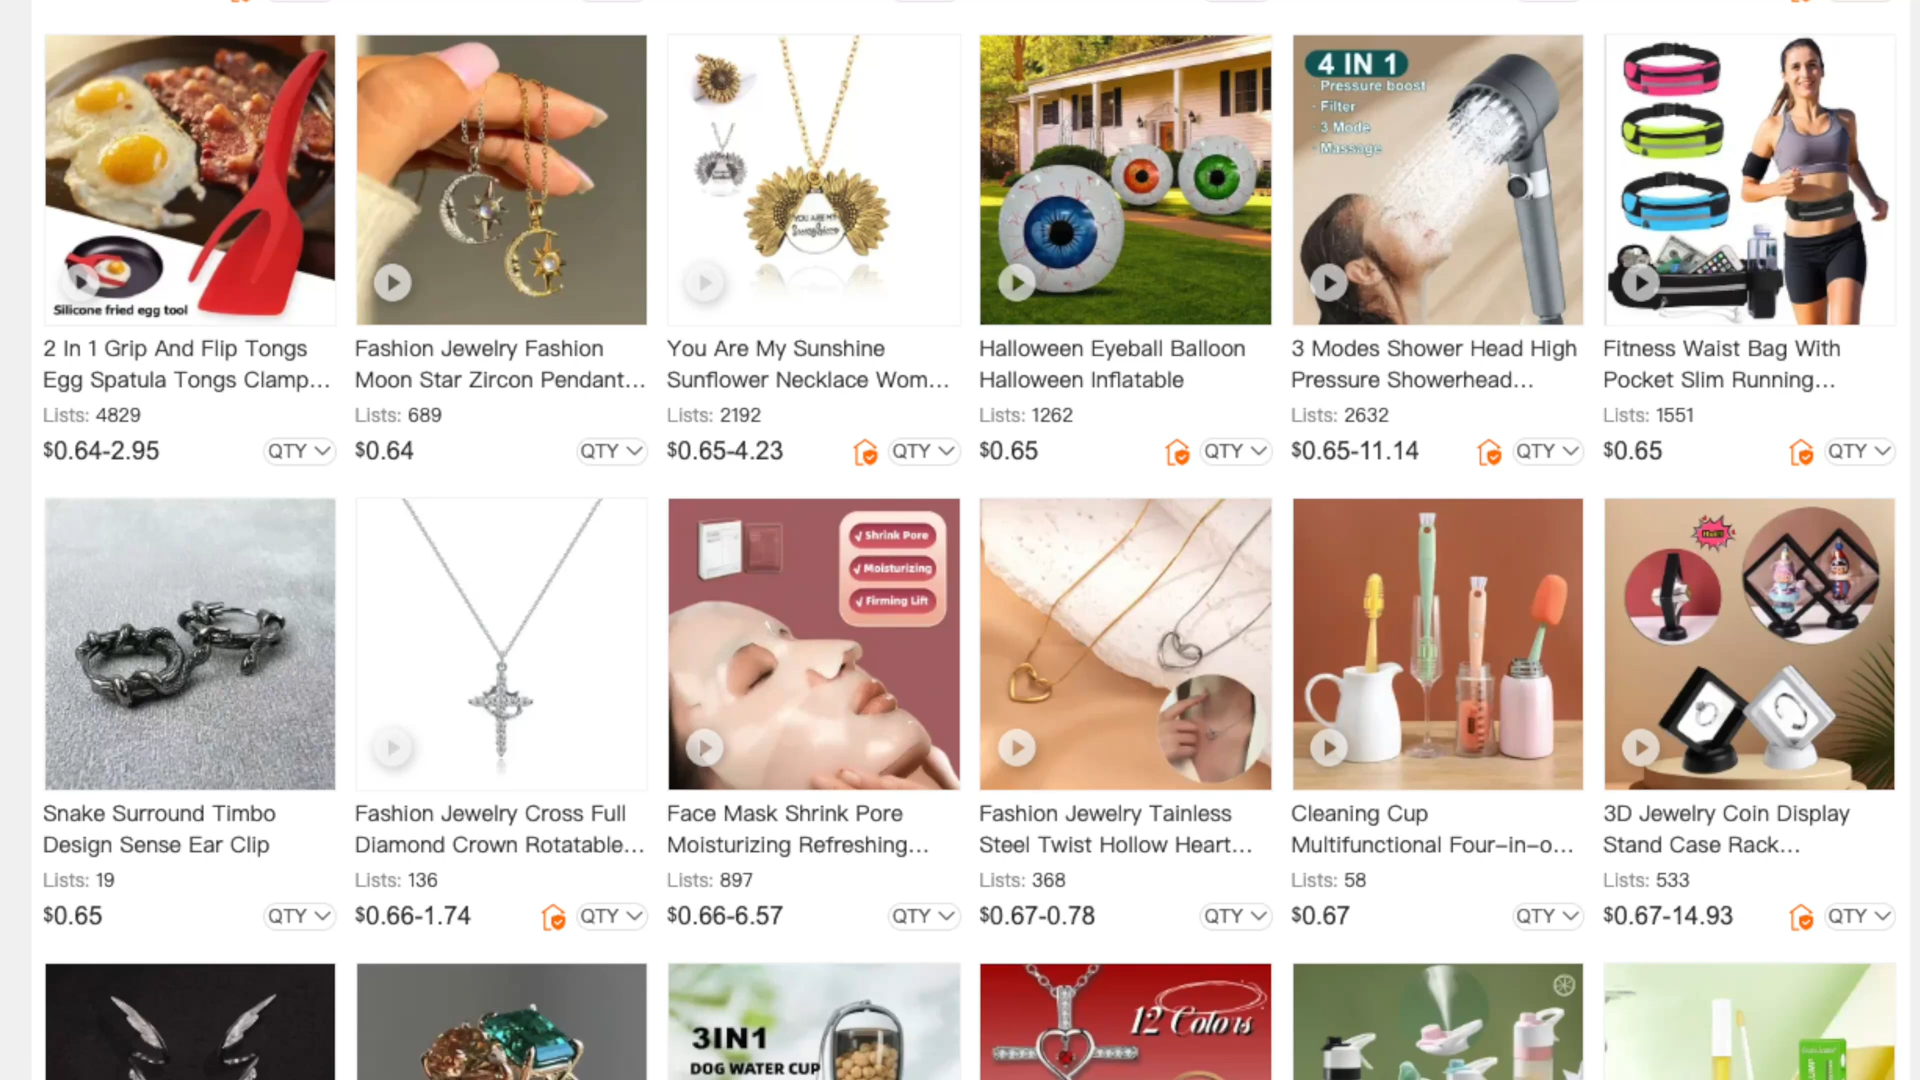 4 IN 1
· Pressure boost
· Filter
· 3 Mode
· Massage
YOU ARE MY
Sunshine
Silicone fried egg tool
2 In 1 Grip And Flip Tongs
Egg Spatula Tongs Clamp...
Lists: 4829
$0.64-2.95
QTY
Fashion Jewelry Fashion
Moon Star Zircon Pendant...
Lists: 689
$0.64
QTY
You Are My Sunshine
Sunflower Necklace Wom...
Lists: 2192
$0.65-4.23
QTY
Halloween Eyeball Balloon
Halloween Inflatable
Lists: 1262
$0.65
QTY
3 Modes Shower Head High
Pressure Showerhead...
Lists: 2632
$0.65-11.14
QTY
Fitness Waist Bag With
Pocket Slim Running...
Lists: 1551
$0.65
QTY
√ Shrink Pore
√ Moisturizing
√ Firming Lift
Snake Surround Timbo
Design Sense Ear Clip
Lists: 19
$0.65
QTY
Fashion Jewelry Cross Full
Diamond Crown Rotatable...
Lists: 136
$0.66-1.74
QTY
Face Mask Shrink Pore
Moisturizing Refreshing...
Lists: 897
$0.66-6.57
QTY
Fashion Jewelry Tainless
Steel Twist Hollow Heart...
Lists: 368
$0.67-0.78
QTY
Cleaning Cup
Multifunctional Four-in-o...
Lists: 58
$0.67
QTY
3D Jewelry Coin Display
Stand Case Rack...
Lists: 533
$0.67-14.93
QTY
3IN1
DOG WATER CUP
12 Colors